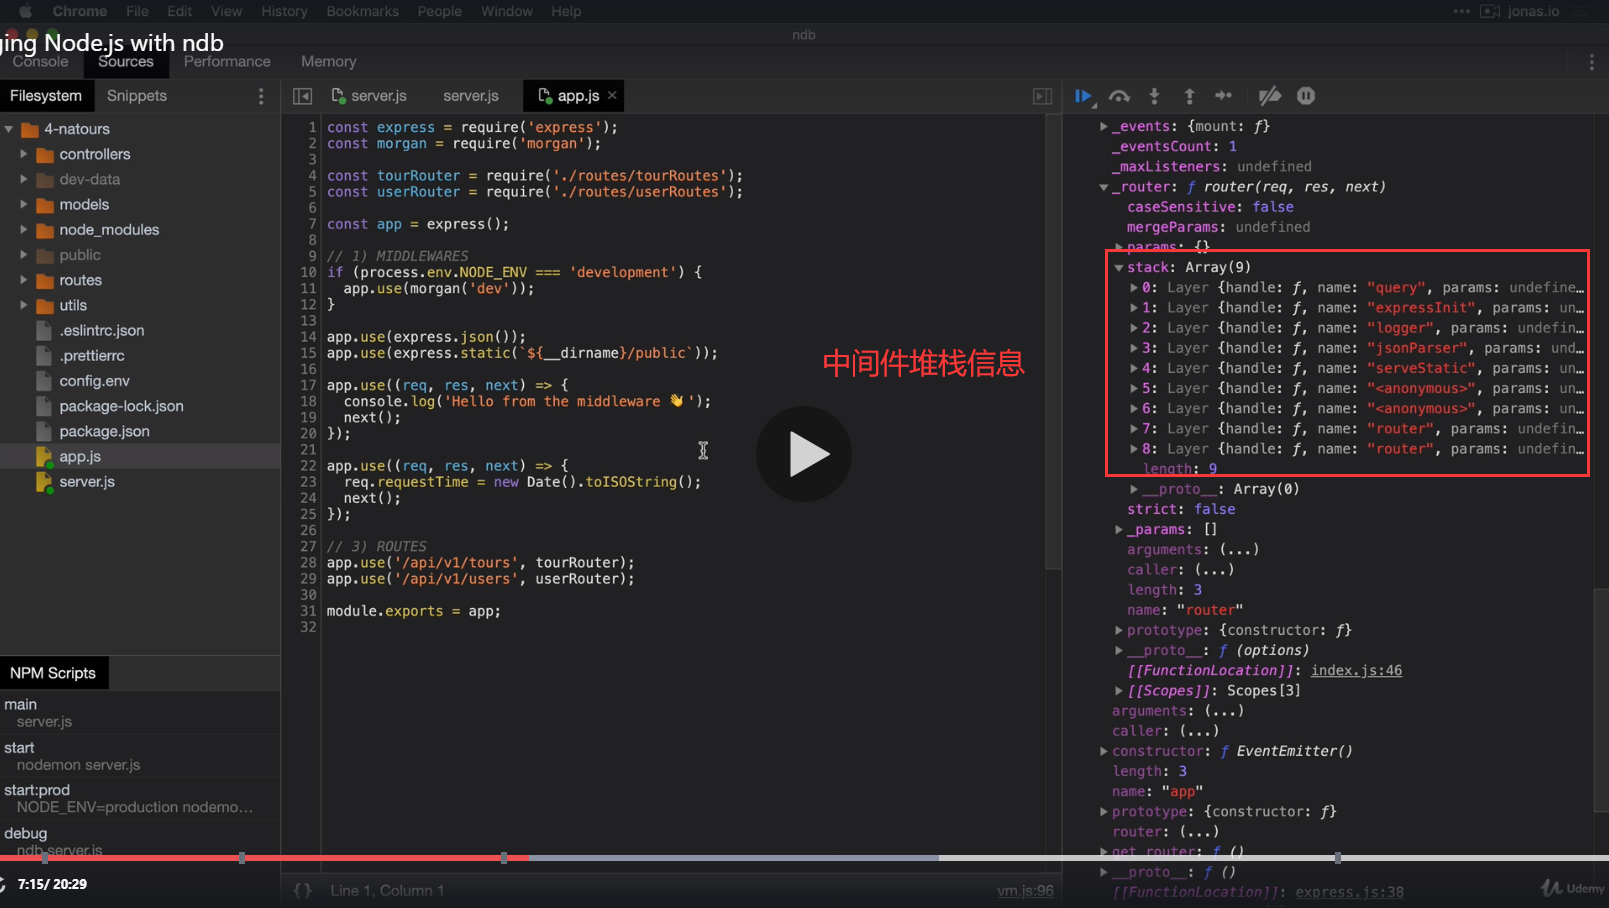 Chrome File Edit View History Bookmarks People Window Help
jonas.io
ndb
ging Node.js with ndb
Console Sources Performance Memory
Filesystem Snippets
server.js server.js app.js ×
4-natours
controllers
dev-data
models
node_modules
public
routes
utils
.eslintrc.json
.prettierrc
config.env
package-lock.json
package.json
app.js
server.js
NPM Scripts
main
server.js
start
nodemon server.js
start:prod
NODE_ENV=production nodemo…
debug
ndb server.js
1 const express = require('express');
2 const morgan = require('morgan');
3
4 const tourRouter = require('./routes/tourRoutes');
5 const userRouter = require('./routes/userRoutes');
6
7 const app = express();
8
9 // 1) MIDDLEWARES
10 if (process.env.NODE_ENV === 'development') {
11 app.use(morgan('dev'));
12 }
13
14 app.use(express.json());
15 app.use(express.static(`${__dirname}/public`));
16
17 app.use((req, res, next) => {
18 console.log('Hello from the middleware 👋');
19 next();
20 });
21
22 app.use((req, res, next) => {
23 req.requestTime = new Date().toISOString();
24 next();
25 });
26
27 // 3) ROUTES
28 app.use('/api/v1/tours', tourRouter);
29 app.use('/api/v1/users', userRouter);
30
31 module.exports = app;
32
中间件堆栈信息
_events: {mount: ƒ}
_eventsCount: 1
_maxListeners: undefined
_router: ƒ router(req, res, next)
caseSensitive: false
mergeParams: undefined
params: {}
stack: Array(9)
0: Layer {handle: ƒ, name: "query", params: undefine…
1: Layer {handle: ƒ, name: "expressInit", params: un…
2: Layer {handle: ƒ, name: "logger", params: undefin…
3: Layer {handle: ƒ, name: "jsonParser", params: und…
4: Layer {handle: ƒ, name: "serveStatic", params: un…
5: Layer {handle: ƒ, name: "<anonymous>", params: un…
6: Layer {handle: ƒ, name: "<anonymous>", params: un…
7: Layer {handle: ƒ, name: "router", params: undefin…
8: Layer {handle: ƒ, name: "router", params: undefin…
length: 9
__proto__: Array(0)
strict: false
_params: []
arguments: (...)
caller: (...)
length: 3
name: "router"
prototype: {constructor: ƒ}
__proto__: ƒ (options)
[[FunctionLocation]]: index.js:46
[[Scopes]]: Scopes[3]
arguments: (...)
caller: (...)
constructor: ƒ EventEmitter()
length: 3
name: "app"
prototype: {constructor: ƒ}
router: (...)
get router: ƒ ()
__proto__: ƒ ()
[[FunctionLocation]]: express.js:38
7:15/ 20:29
{} Line 1, Column 1
vm.js:96
Udemy